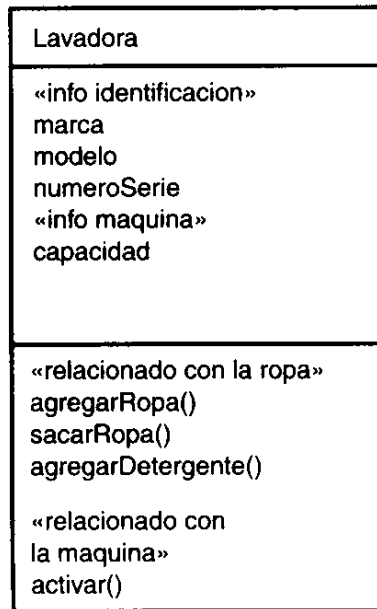 Lavadora
«info identificacion»
marca
modelo
numeroSerie
«info maquina»
capacidad
«relacionado con la ropa»
agregarRopa()
sacarRopa()
agregarDetergente()
«relacionado con
la maquina»
activar()